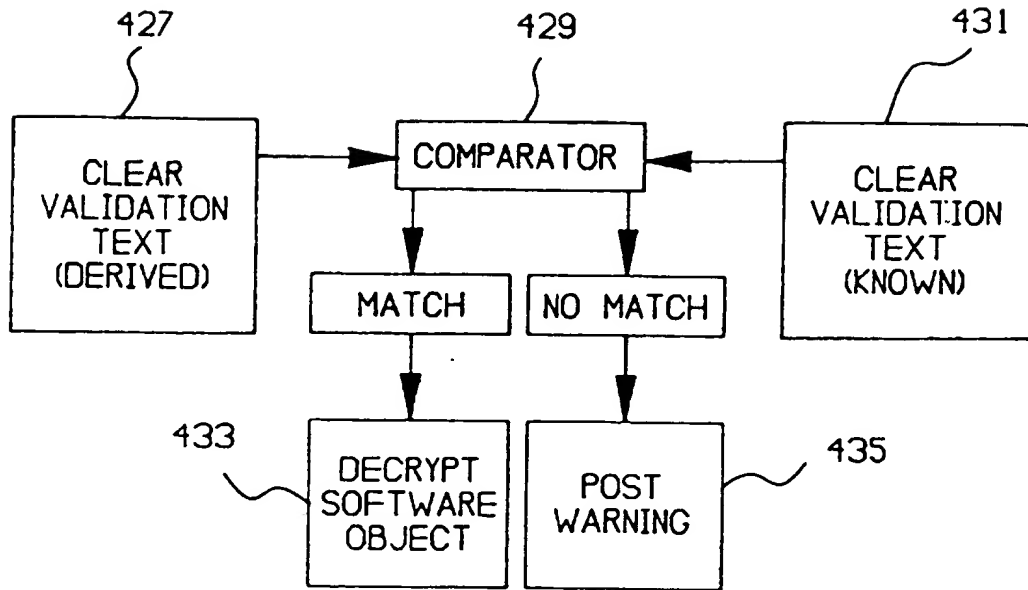 427
429
431
CLEAR
VALIDATION
TEXT
(DERIVED)
COMPARATOR
CLEAR
VALIDATION
TEXT
(KNOWN)
MATCH
NO MATCH
433
DECRYPT
SOFTWARE
OBJECT
POST
WARNING
435